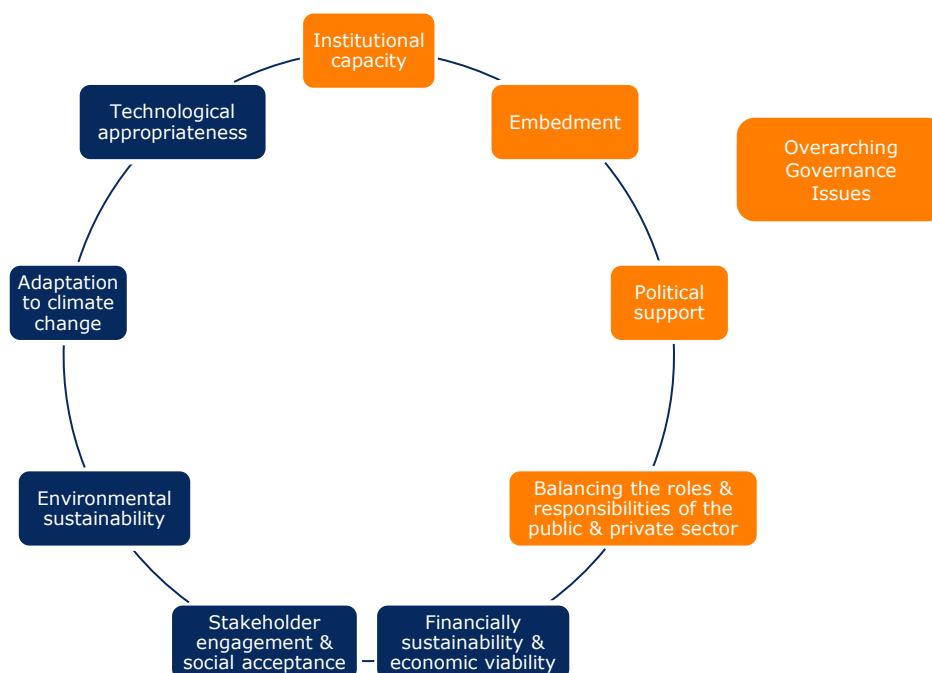 Institutional
capacity
Technological
appropriateness
Embedment
Overarching
Governance
Issues
Adaptation
to climate
change
Political
support
Environmental
sustainability
Balancing the roles &
responsibilities of the
public & private sector
Stakeholder
engagement &
social acceptance
Financially
sustainability &
economic viability